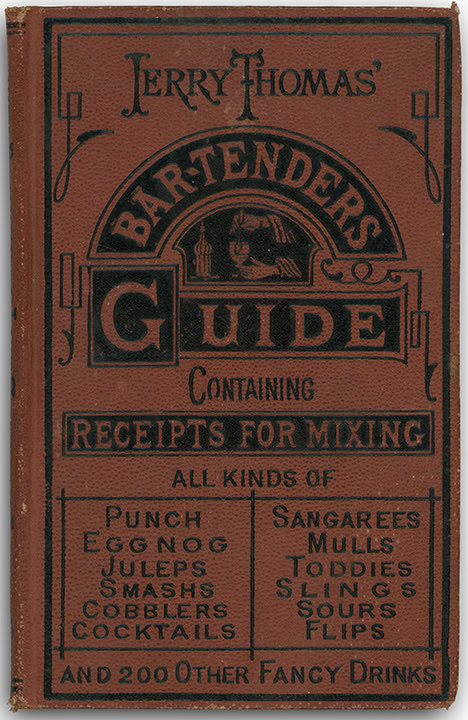 JERRY THOMAS'
BAR-TENDERS
GUIDE
CONTAINING
RECEIPTS FOR MIXING
ALL KINDS OF
PUNCH
EGGNOG
JULEPS
SMASHS
COBBLERS
COCKTAILS
SANGAREES
MULLS
TODDIES
SLINGS
SOURS
FLIPS
AND 200 OTHER FANCY DRINKS